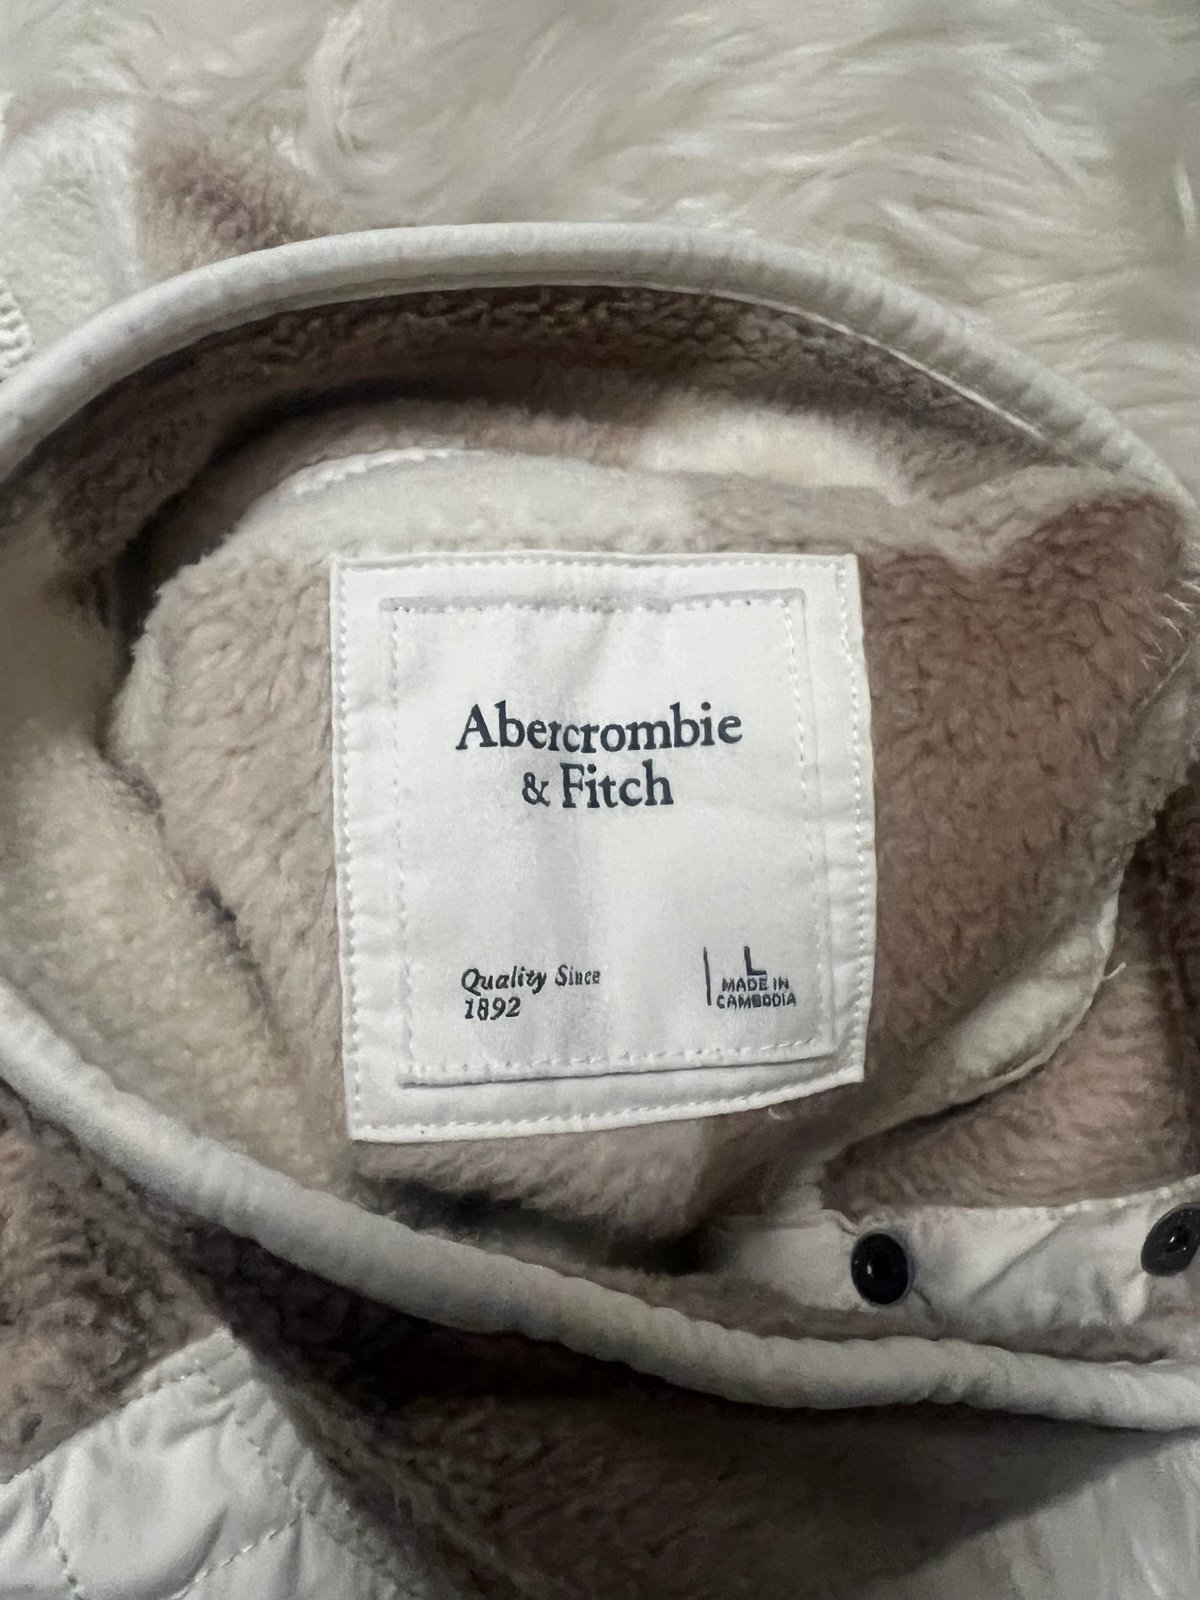 Abercrombie
& Fitch
Quality Since
1892
L
MADE IN
CAMBODIA